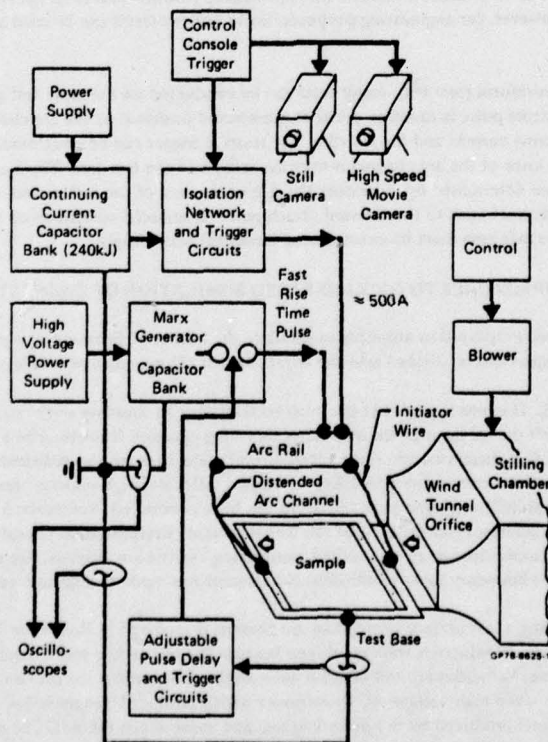 Control
Console
Trigger
Power
Supply
Still
Camera
High Speed
Movie
Camera
Continuing
Current
Capacitor
Bank (240kJ)
Isolation
Network
and Trigger
Circuits
Control
Fast
Rise
Time
Pulse
≈ 500A
High
Voltage
Power
Supply
Marx
Generator
Capacitor
Bank
Blower
Initiator
Wire
Arc Rail
Stilling
Chamber
Distended
Arc Channel
Wind
Tunnel
Orifice
Sample
Oscillo-
scopes
Adjustable
Pulse Delay
and Trigger
Circuits
Test Base